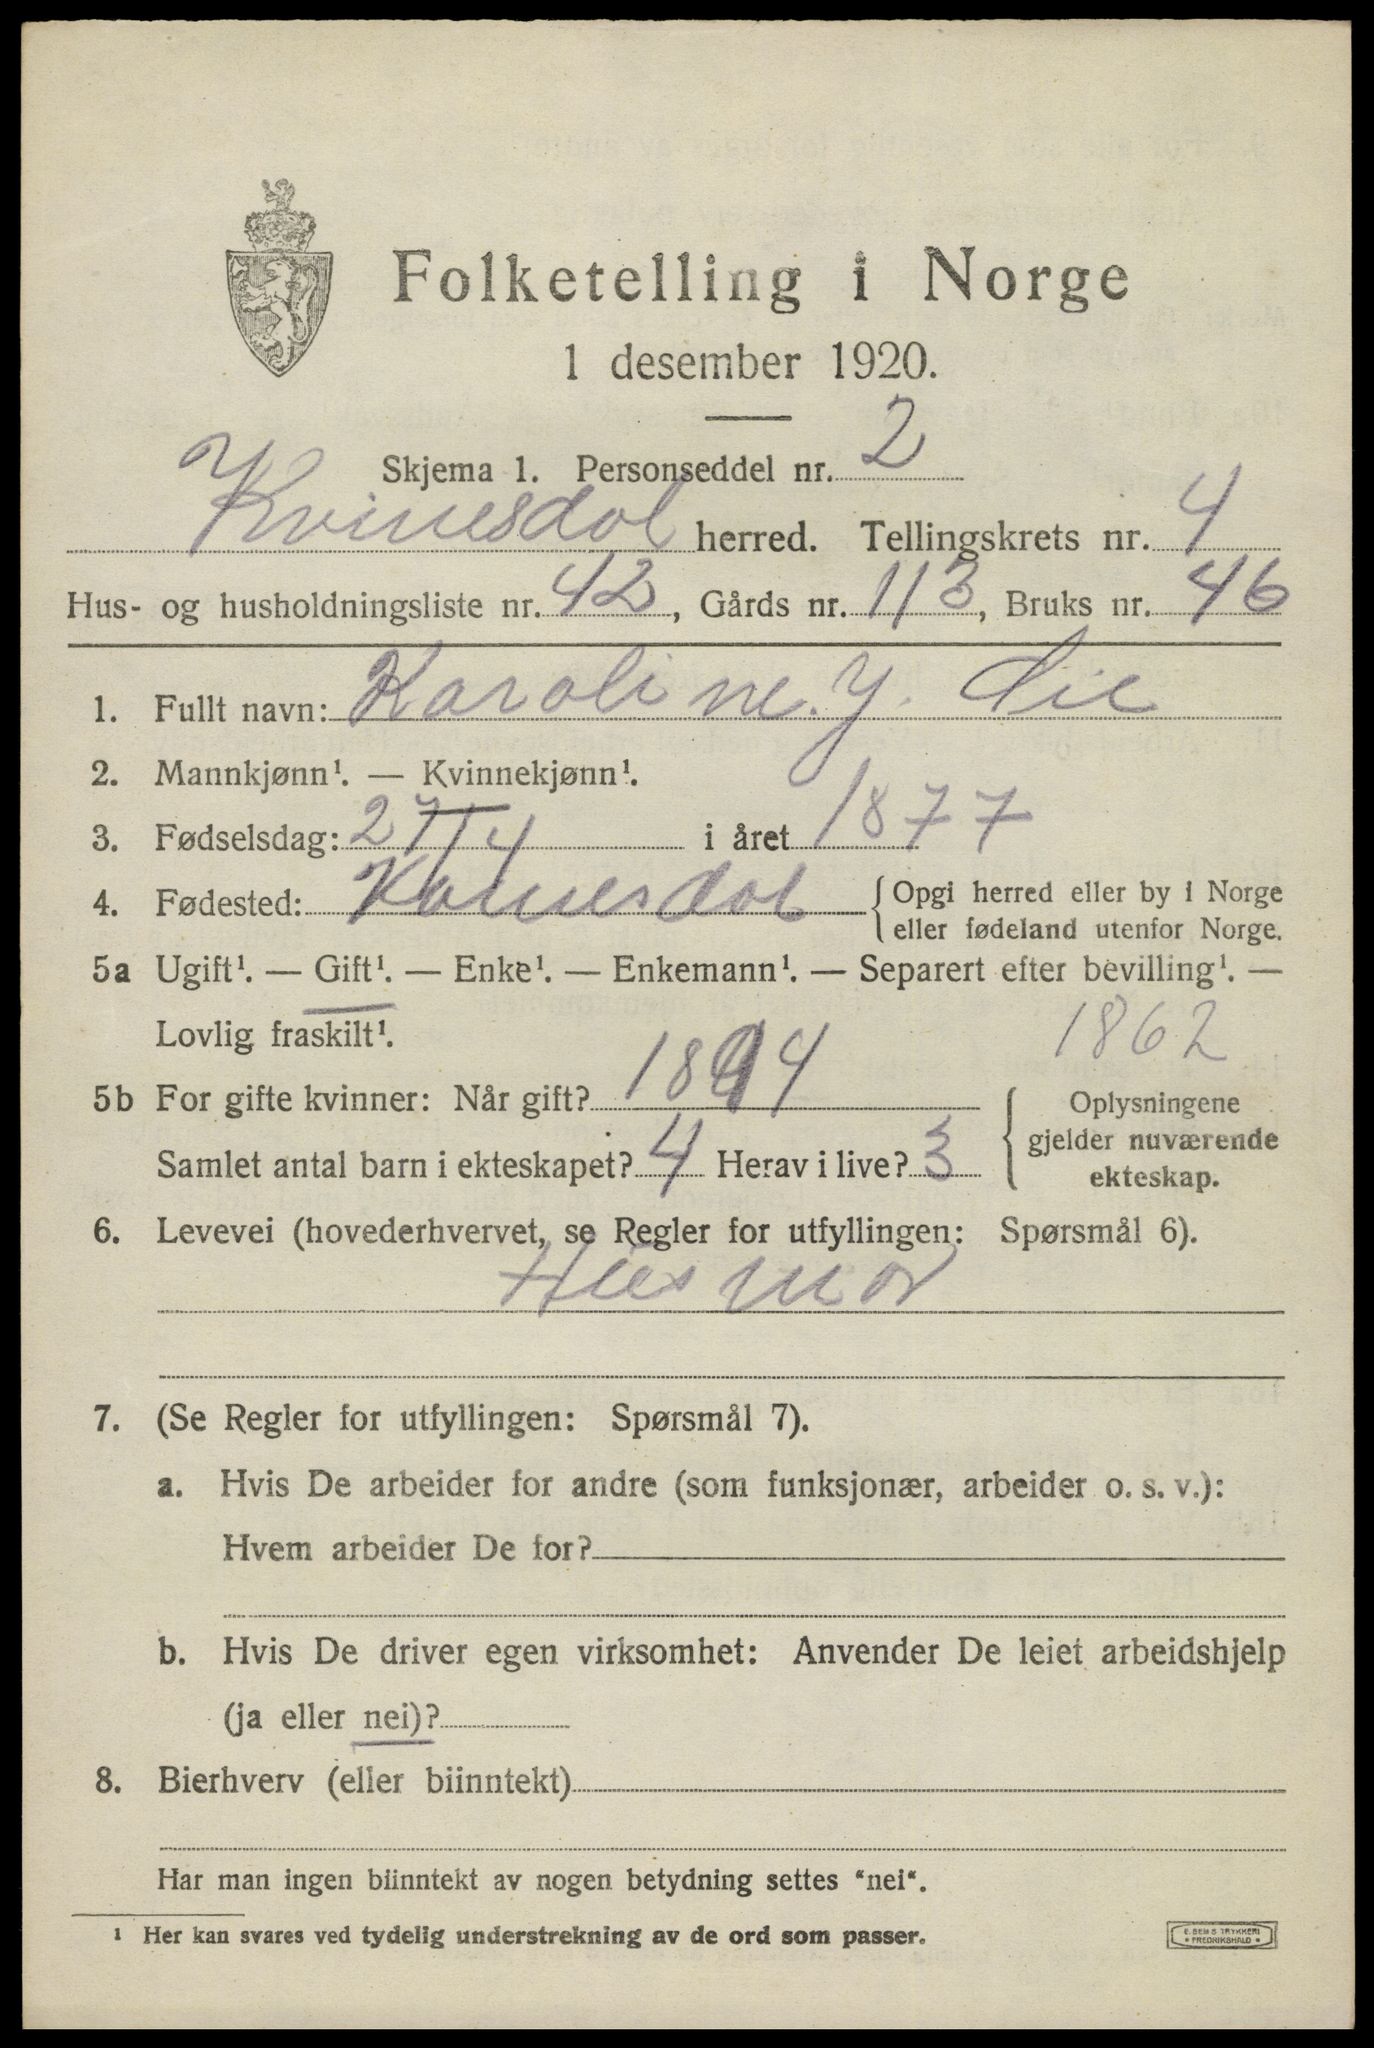 Folketelling i Norge
1 desember 1920.
Skjema 1. Personseddel nr. 2
Kvinesdal herred. Tellingskrets nr. 4
Hus- og husholdningsliste nr. 42, Gårds nr. 113, Bruks nr. 46
1. Fullt navn: Karoline. J.
2. Mannkjønn¹. — Kvinnekjønn¹.
3. Fødselsdag: 27/4 i året 1877
4. Fødested: Kvinesdal {Opgi herred eller by i Norge
eller fødeland utenfor Norge.
5a Ugift¹. — Gift¹. — Enke¹. — Enkemann¹. — Separert efter bevilling¹. —
Lovlig fraskilt¹. 1862
5b For gifte kvinner: Når gift? 1894 { Oplysningene
gjelder nuværende
Samlet antal barn i ekteskapet? 4 Herav i live? 3 ekteskap.
6. Levevei (hovederhvervet, se Regler for utfyllingen: Spørsmål 6).
Husmor
7. (Se Regler for utfyllingen: Spørsmål 7).
a. Hvis De arbeider for andre (som funksjonær, arbeider o. s. v.):
Hvem arbeider De for?
b. Hvis De driver egen virksomhet: Anvender De leiet arbeidshjelp
(ja eller nei)?
8. Bierhverv (eller biinntekt)
Har man ingen biinntekt av nogen betydning settes "nei".
¹ Her kan svares ved tydelig understrekning av de ord som passer.
E. SEMS TRYKKERI
• FREDRIKSHALD •